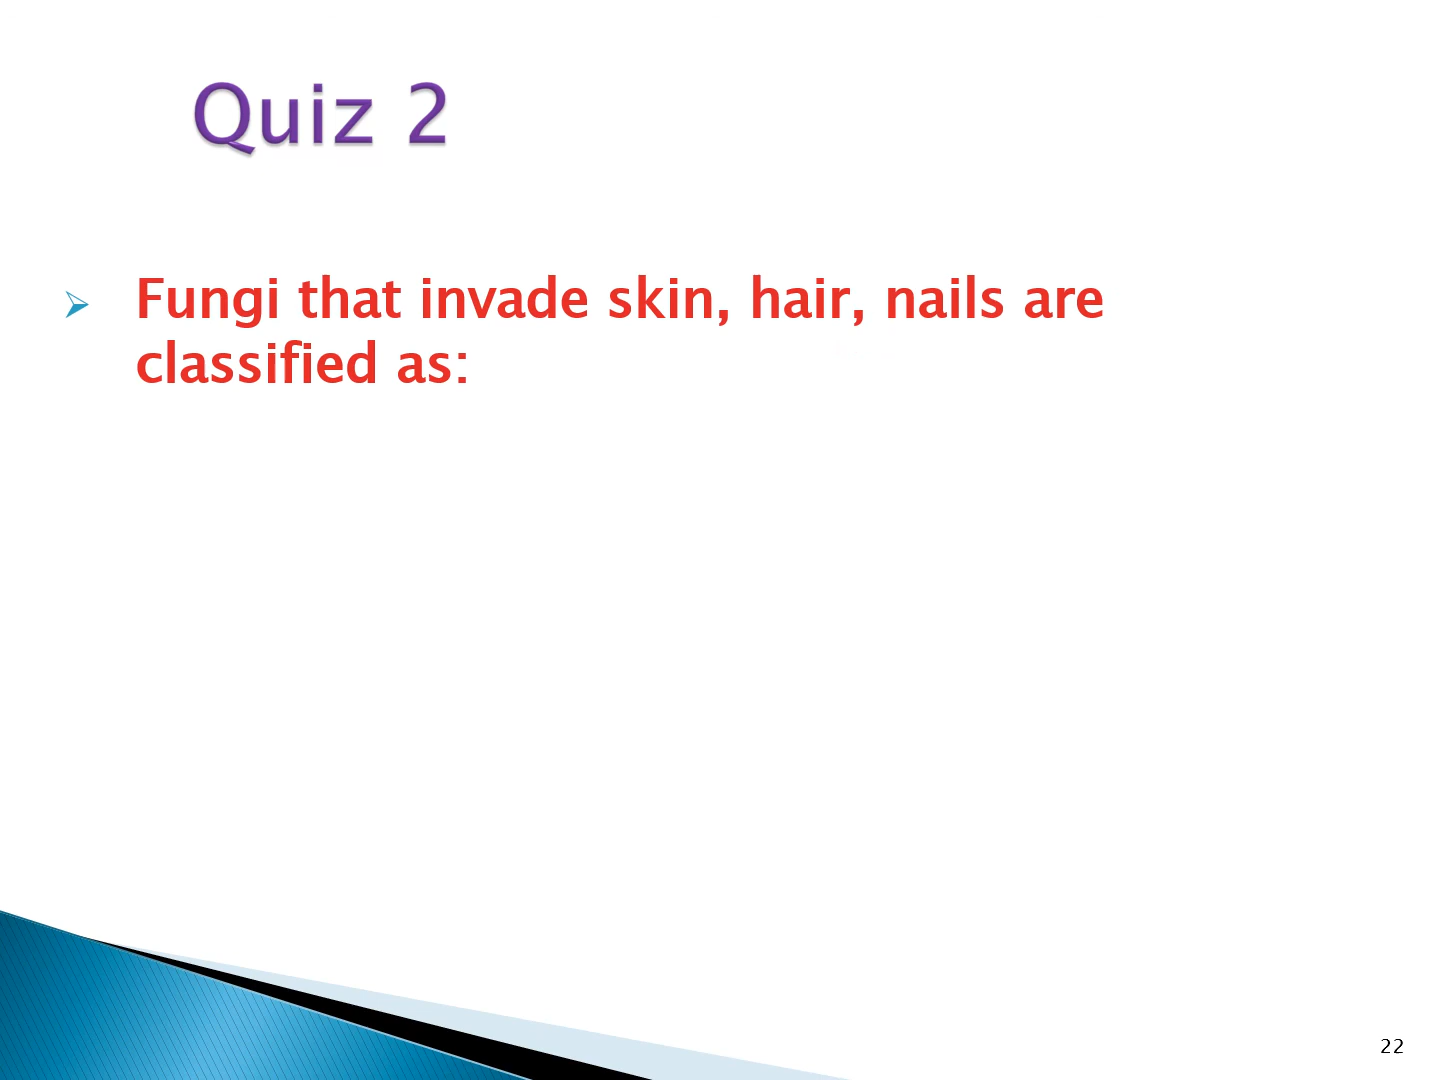 Quiz 2
Fungi that invade skin, hair, nails are
classified as:
22